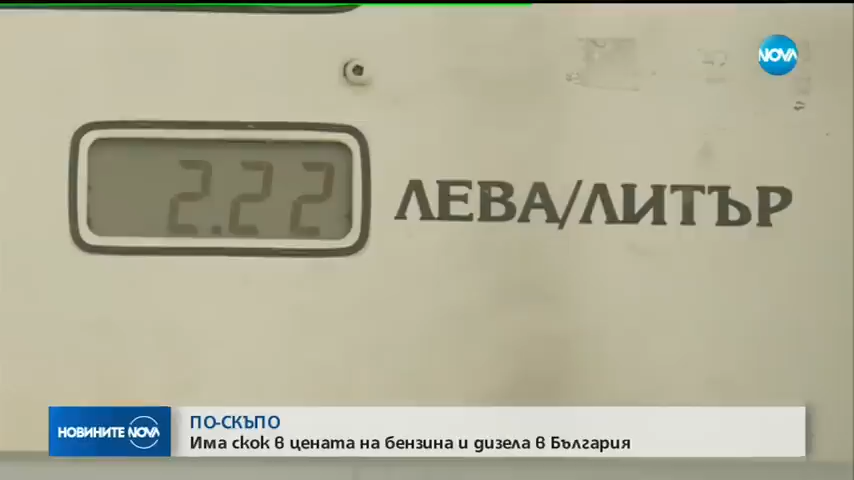 NOVA
2.22 ЛЕВА/ЛИТЪР
ПО-СКЪПО
НОВИНИТЕ NOVA
Има скок в цената на бензина и дизела в България